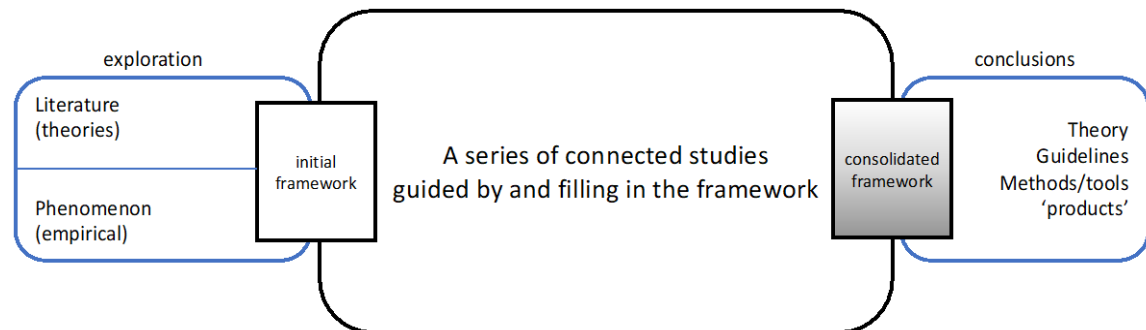 exploration
Literature
(theories)
Phenomenon
(empirical)
initial
framework
A series of connected studies
guided by and filling in the framework
consolidated
framework
conclusions
Theory
Guidelines
Methods/tools
‘products’